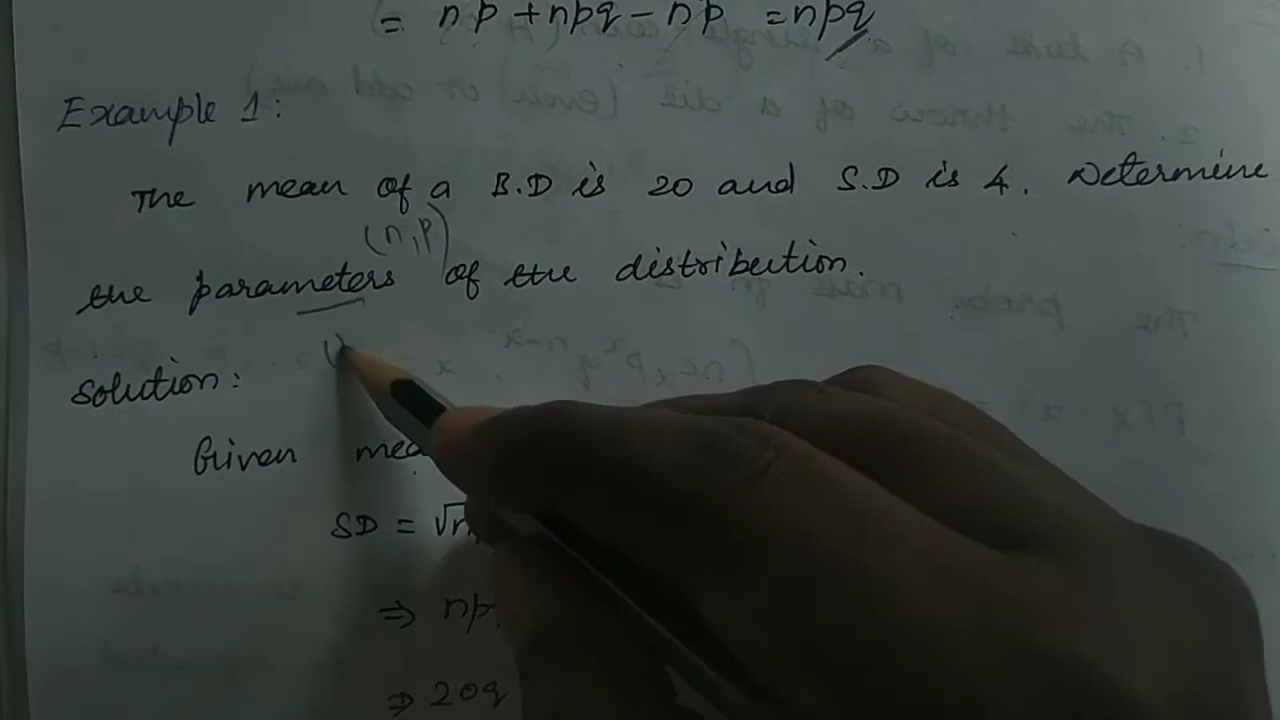 = np + npq - np = npq
Example 1:
The mean of a B.D is 20 and S.D is 4. Determine
(n, p)
the parameters of the distribution.
Solution:
Given
SD = √
⇒ np
⇒ 20q